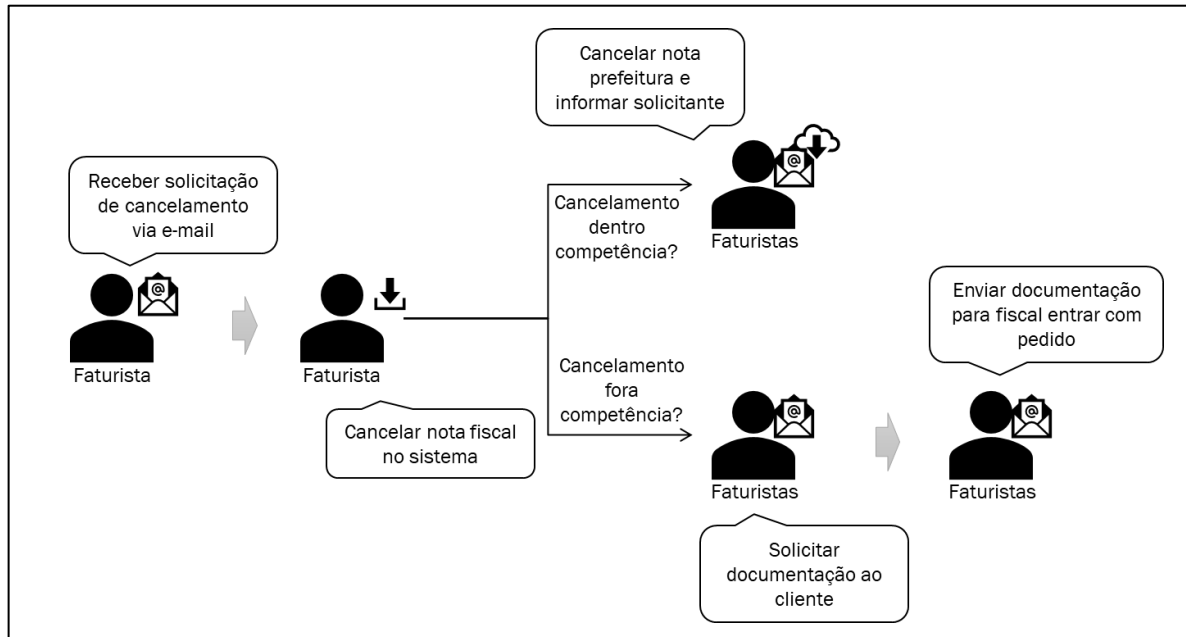 Cancelar nota
prefeitura e
informar solicitante
Receber solicitação
de cancelamento
via e-mail
@
@
Cancelamento
dentro
competência?
Faturistas
Faturista
Faturista
Cancelar nota fiscal
no sistema
Cancelamento
fora
competência?
@
Faturistas
Solicitar
documentação ao
cliente
Enviar documentação
para fiscal entrar com
pedido
@
Faturistas